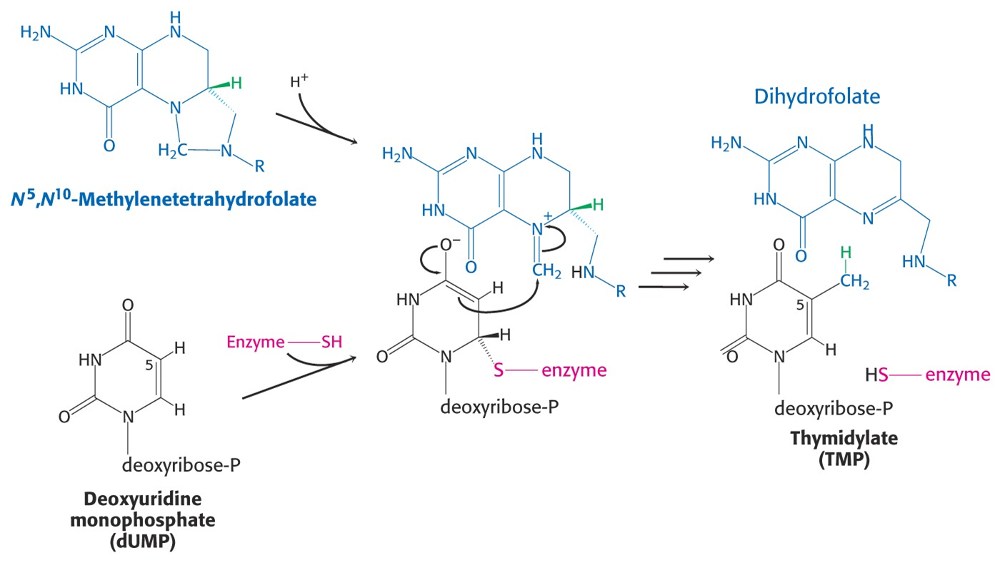 H
H₂N
N
N
H
H⁺
HN
N
O
H₂C
N
R
N⁵,N¹⁰-Methylenetetrahydrofolate
H
H₂N
N
N
HN
H
N
+
O⁻
O
CH₂
HN
R
H
HN
H
O
N
S
enzyme
deoxyribose-P
O
HN
5
H
O
N
H
deoxyribose-P
Deoxyuridine
monophosphate
(dUMP)
Enzyme
SH
Dihydrofolate
H
H₂N
N
N
HN
N
O
O
H
CH₂
HN
R
HN
5
O
N
H
HS
enzyme
deoxyribose-P
Thymidylate
(TMP)